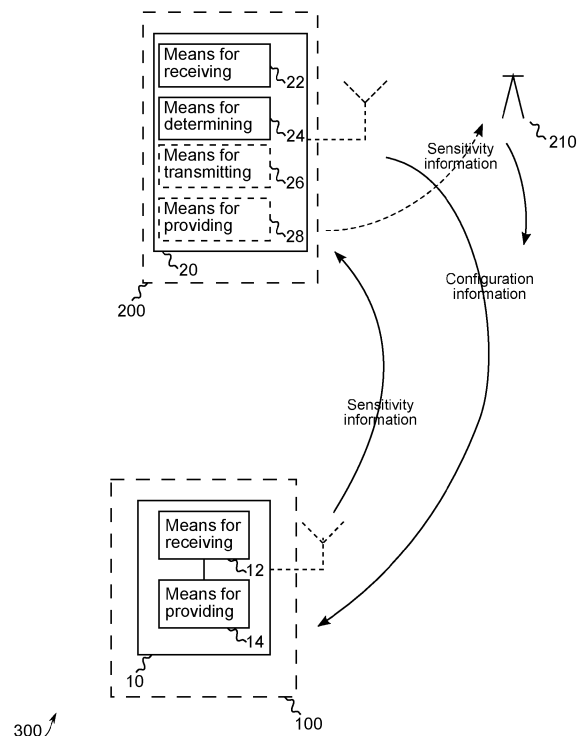 Means for
receiving
22
Means for
determining
24
Means for
transmitting
26
Means for
providing
28
20
200
Sensitivity
information
210
Configuration
information
Sensitivity
information
Means for
receiving
12
Means for
providing
14
10
100
300